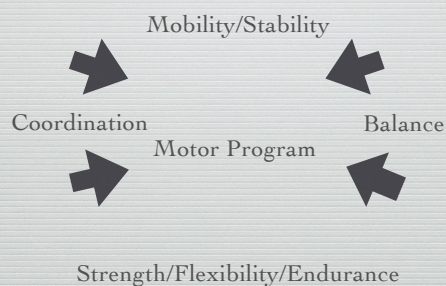 Mobility/Stability
Coordination
Balance
Motor Program
Strength/Flexibility/Endurance